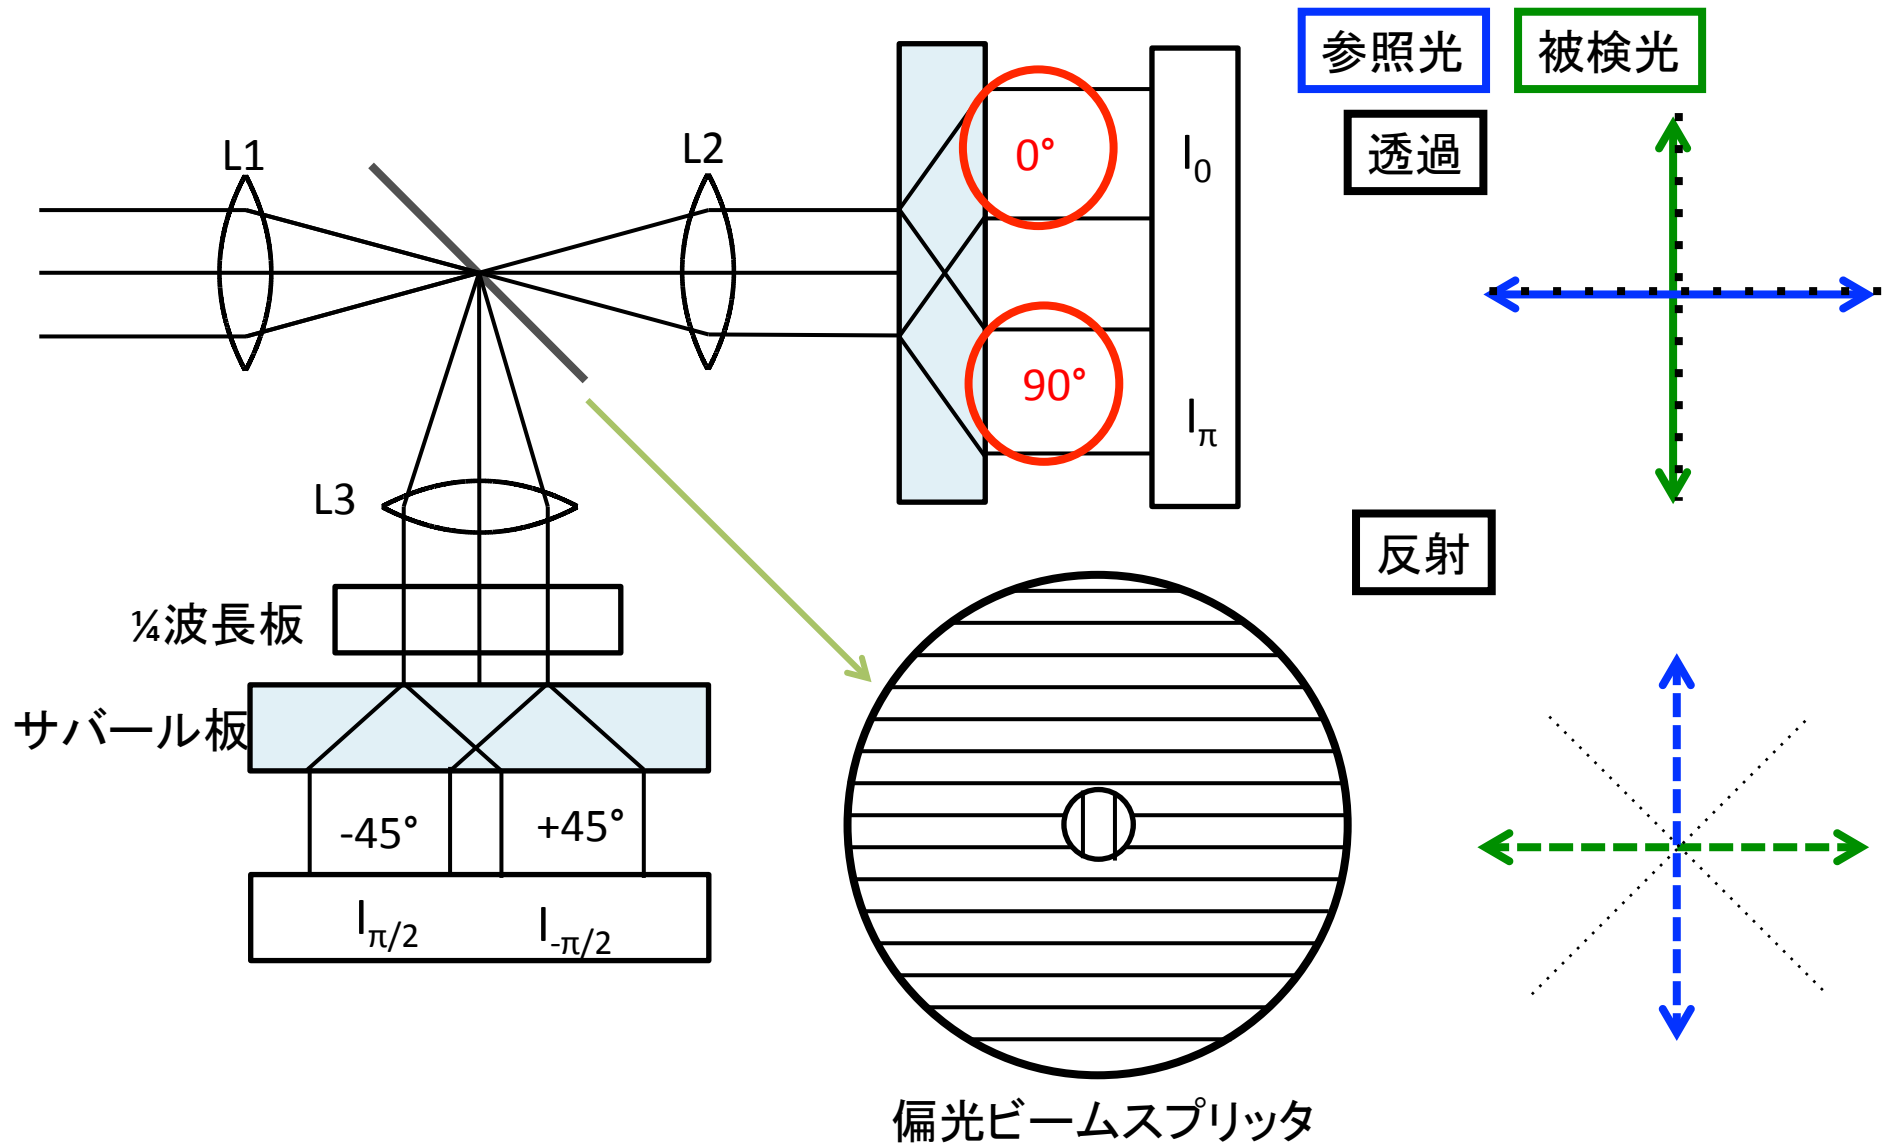 参照光
被検光
L1
L2
0°
I0
透過
90°
Iπ
L3
反射
¼波長板
サバール板
-45°
+45°
Iπ/2
I-π/2
偏光ビームスプリッタ